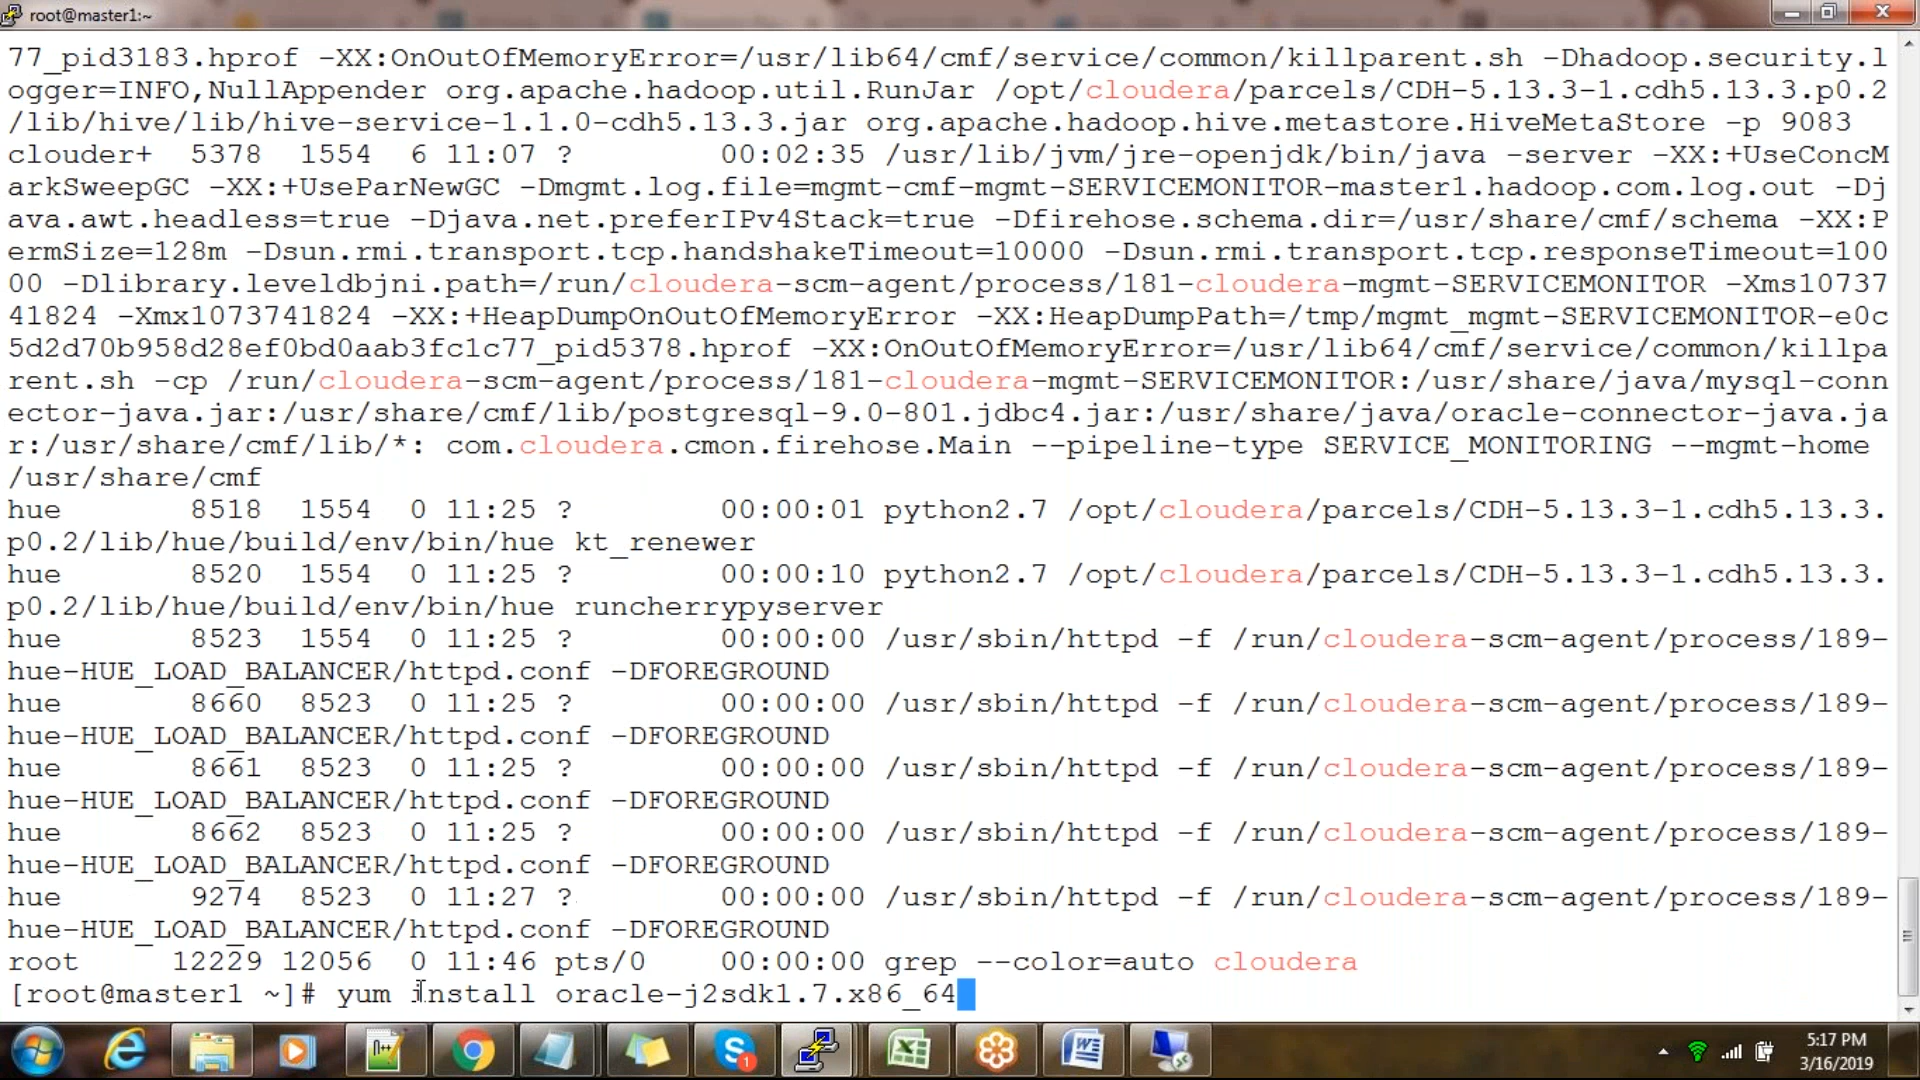 root@master1:~
77_pid3183.hprof -XX:OnOutOfMemoryError=/usr/lib64/cmf/service/common/killparent.sh -Dhadoop.security.l
ogger=INFO,NullAppender org.apache.hadoop.util.RunJar /opt/cloudera/parcels/CDH-5.13.3-1.cdh5.13.3.p0.2
/lib/hive/lib/hive-service-1.1.0-cdh5.13.3.jar org.apache.hadoop.hive.metastore.HiveMetaStore -p 9083
clouder+  5378  1554  6 11:07 ?        00:02:35 /usr/lib/jvm/jre-openjdk/bin/java -server -XX:+UseConcM
arkSweepGC -XX:+UseParNewGC -Dmgmt.log.file=mgmt-cmf-mgmt-SERVICEMONITOR-master1.hadoop.com.log.out -Dj
ava.awt.headless=true -Djava.net.preferIPv4Stack=true -Dfirehose.schema.dir=/usr/share/cmf/schema -XX:P
ermSize=128m -Dsun.rmi.transport.tcp.handshakeTimeout=10000 -Dsun.rmi.transport.tcp.responseTimeout=100
00 -Dlibrary.leveldbjni.path=/run/cloudera-scm-agent/process/181-cloudera-mgmt-SERVICEMONITOR -Xms10737
41824 -Xmx1073741824 -XX:+HeapDumpOnOutOfMemoryError -XX:HeapDumpPath=/tmp/mgmt_mgmt-SERVICEMONITOR-e0c
5d2d70b958d28ef0bd0aab3fc1c77_pid5378.hprof -XX:OnOutOfMemoryError=/usr/lib64/cmf/service/common/killpa
rent.sh -cp /run/cloudera-scm-agent/process/181-cloudera-mgmt-SERVICEMONITOR:/usr/share/java/mysql-conn
ector-java.jar:/usr/share/cmf/lib/postgresql-9.0-801.jdbc4.jar:/usr/share/java/oracle-connector-java.ja
r:/usr/share/cmf/lib/*: com.cloudera.cmon.firehose.Main --pipeline-type SERVICE_MONITORING --mgmt-home
/usr/share/cmf
hue       8518  1554  0 11:25 ?        00:00:01 python2.7 /opt/cloudera/parcels/CDH-5.13.3-1.cdh5.13.3.
p0.2/lib/hue/build/env/bin/hue kt_renewer
hue       8520  1554  0 11:25 ?        00:00:10 python2.7 /opt/cloudera/parcels/CDH-5.13.3-1.cdh5.13.3.
p0.2/lib/hue/build/env/bin/hue runcherrypyserver
hue       8523  1554  0 11:25 ?        00:00:00 /usr/sbin/httpd -f /run/cloudera-scm-agent/process/189-
hue-HUE_LOAD_BALANCER/httpd.conf -DFOREGROUND
hue       8660  8523  0 11:25 ?        00:00:00 /usr/sbin/httpd -f /run/cloudera-scm-agent/process/189-
hue-HUE_LOAD_BALANCER/httpd.conf -DFOREGROUND
hue       8661  8523  0 11:25 ?        00:00:00 /usr/sbin/httpd -f /run/cloudera-scm-agent/process/189-
hue-HUE_LOAD_BALANCER/httpd.conf -DFOREGROUND
hue       8662  8523  0 11:25 ?        00:00:00 /usr/sbin/httpd -f /run/cloudera-scm-agent/process/189-
hue-HUE_LOAD_BALANCER/httpd.conf -DFOREGROUND
hue       9274  8523  0 11:27 ?        00:00:00 /usr/sbin/httpd -f /run/cloudera-scm-agent/process/189-
hue-HUE_LOAD_BALANCER/httpd.conf -DFOREGROUND
root     12229 12056  0 11:46 pts/0    00:00:00 grep --color=auto cloudera
[root@master1 ~]# yum install oracle-j2sdk1.7.x86_64
5:17 PM
3/16/2019